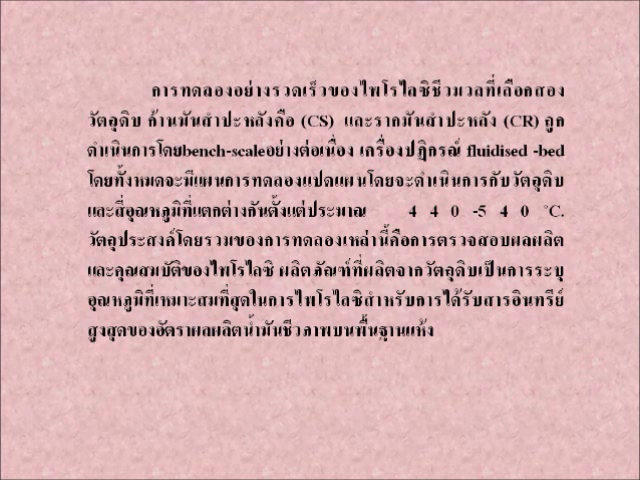 การทดลองอย่างรวดเร็วของไพโรไลซิชีวมวลที่เลือกสอง
วัตถุดิบ ก้านมันสำปะหลังคือ (CS) และรากมันสำปะหลัง (CR) ถูก
ดำเนินการโดยbench-scaleอย่างต่อเนื่อง เครื่องปฏิกรณ์ fluidised -bed
โดยทั้งหมดจะมีแผนการทดลองแปดแผนโดยจะดำเนินการกับวัตถุดิบ
และสี่อุณหภูมิที่แตกต่างกันตั้งแต่ประมาณ 4 4 0 -5 4 0 °C.
วัตถุประสงค์โดยรวมของการทดลองเหล่านี้คือการตรวจสอบผลผลิต
และคุณสมบัติของไพโรไลซิ ผลิตภัณฑ์ที่ผลิตจากวัตถุดิบเป็นการระบุ
อุณหภูมิที่เหมาะสมที่สุดในการไพโรไลซิสำหรับการได้รับสารอินทรีย์
สูงสุดของอัตราผลผลิตน้ำมันชีวภาพบนพื้นฐานแห้ง